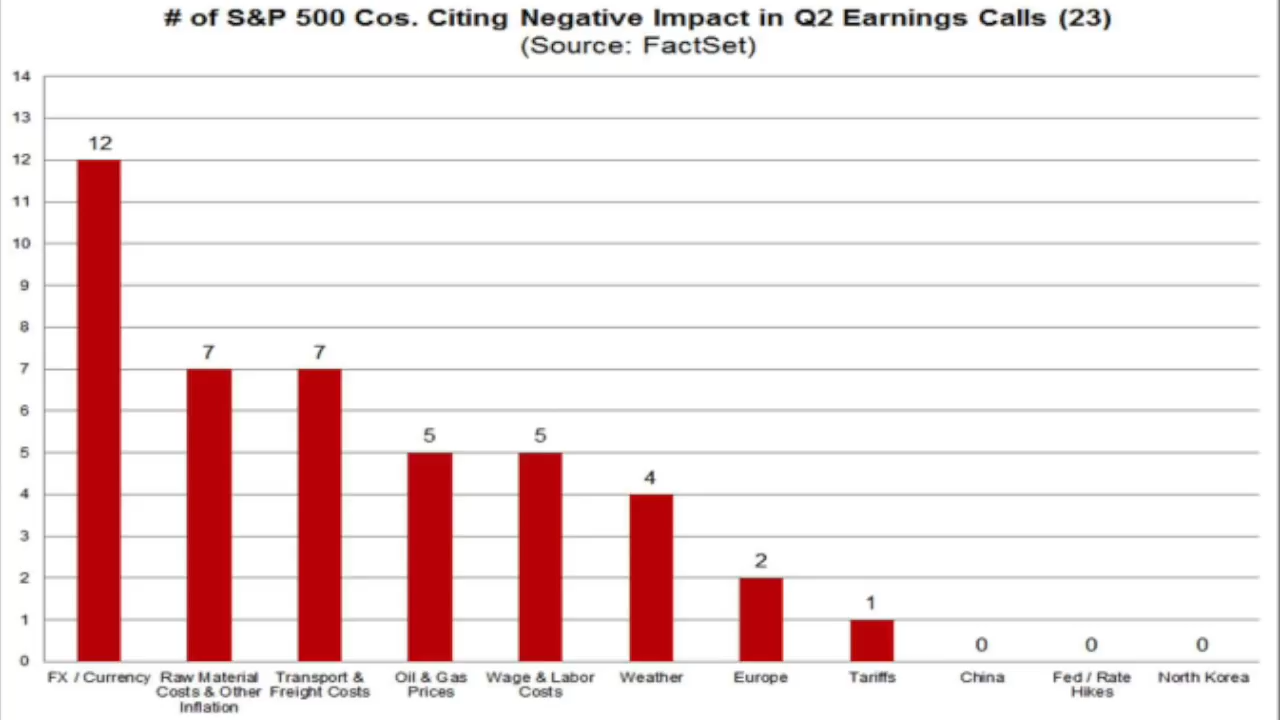 # of S&P 500 Cos. Citing Negative Impact in Q2 Earnings Calls (23)
(Source: FactSet)
14
13
12
11
10
9
8
7
6
5
4
3
2
1
0
12
7
7
5
5
4
2
1
0
0
0
FX / Currency
Raw Material
Costs & Other
Inflation
Transport &
Freight Costs
Oil & Gas
Prices
Wage & Labor
Costs
Weather
Europe
Tariffs
China
Fed / Rate
Hikes
North Korea